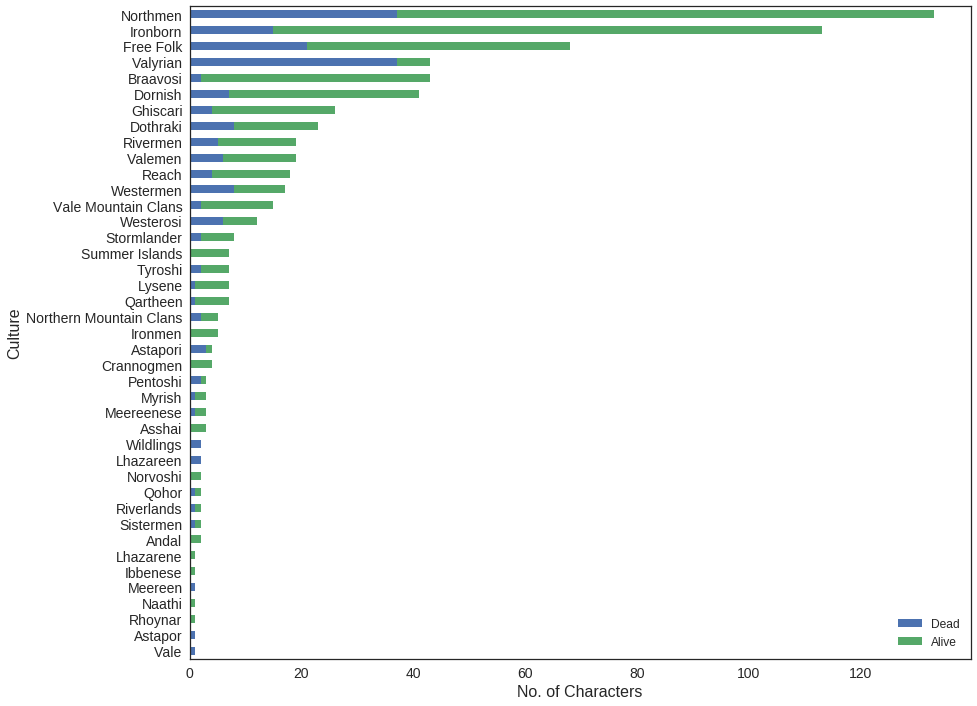 Northmen
Ironborn
Free Folk
Valyrian
Braavosi
Dornish
Ghiscari
Dothraki
Rivermen
Valemen
Reach
Westermen
Vale Mountain Clans
Westerosi
Stormlander
Summer Islands
Tyroshi
Lysene
Qartheen
Northern Mountain Clans
Ironmen
Astapori
Crannogmen
Pentoshi
Myrish
Meereenese
Asshai
Wildlings
Lhazareen
Norvoshi
Qohor
Riverlands
Sistermen
Andal
Lhazarene
Ibbenese
Meereen
Naathi
Rhoynar
Astapor
Vale
Culture
Dead
Alive
0 20 40 60 80 100 120
No. of Characters